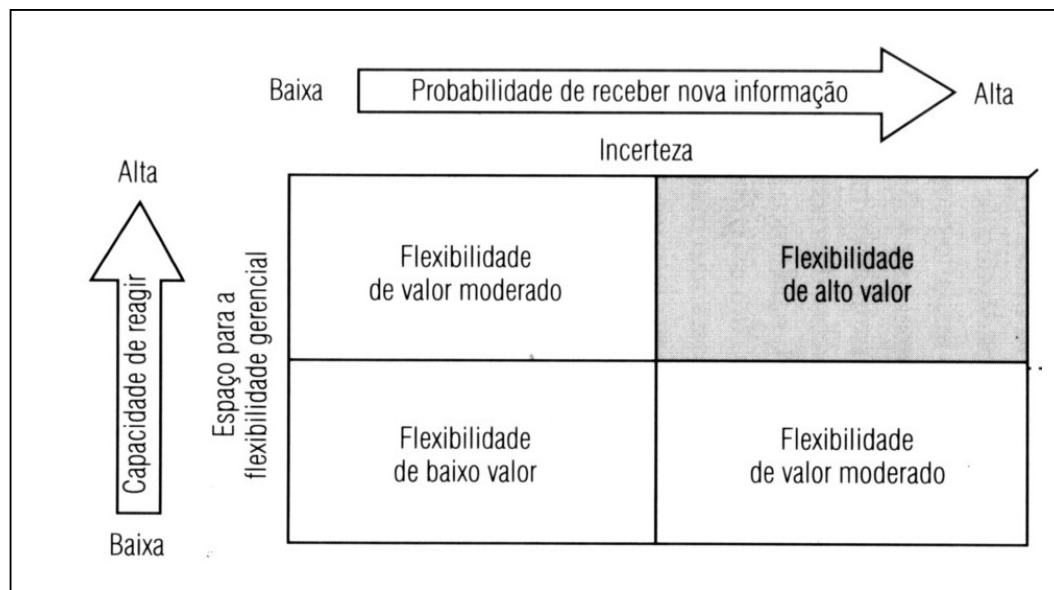 Baixa
Probabilidade de receber nova informação
Alta
Incerteza
Alta
Capacidade de reagir
Baixa
Espaço para a
flexibilidade gerencial
Flexibilidade
de valor moderado
Flexibilidade
de alto valor
Flexibilidade
de baixo valor
Flexibilidade
de valor moderado